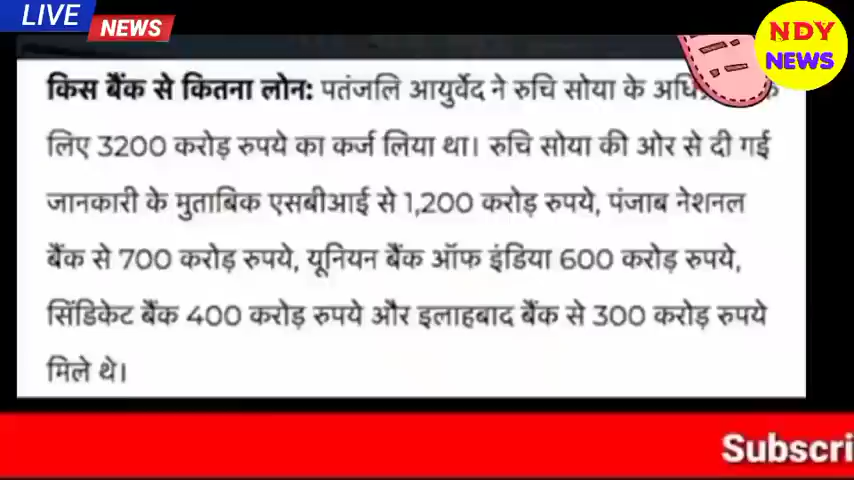 LIVE
NEWS
NDY
NEWS
किस बैंक से कितना लोन: पतंजलि आयुर्वेद ने रुचि सोया के
लिए 3200 करोड़ रुपये का कर्ज लिया था। रुचि सोया की ओर से दी गई
जानकारी के मुताबिक एसबीआई से 1,200 करोड़ रुपये, पंजाब नेशनल
बैंक से 700 करोड़ रुपये, यूनियन बैंक ऑफ इंडिया 600 करोड़ रुपये,
सिंडिकेट बैंक 400 करोड़ रुपये और इलाहबाद बैंक से 300 करोड़ रुपये
मिले थे।
Subscri